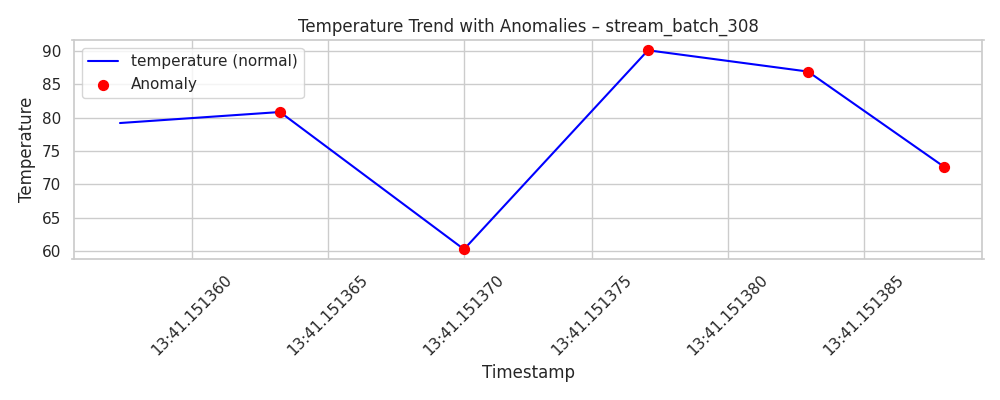 Temperature Trend with Anomalies – stream_batch_308
temperature (normal)
Anomaly
Temperature
90
85
80
75
70
65
60
13:41.151360
13:41.151365
13:41.151370
13:41.151375
13:41.151380
13:41.151385
Timestamp